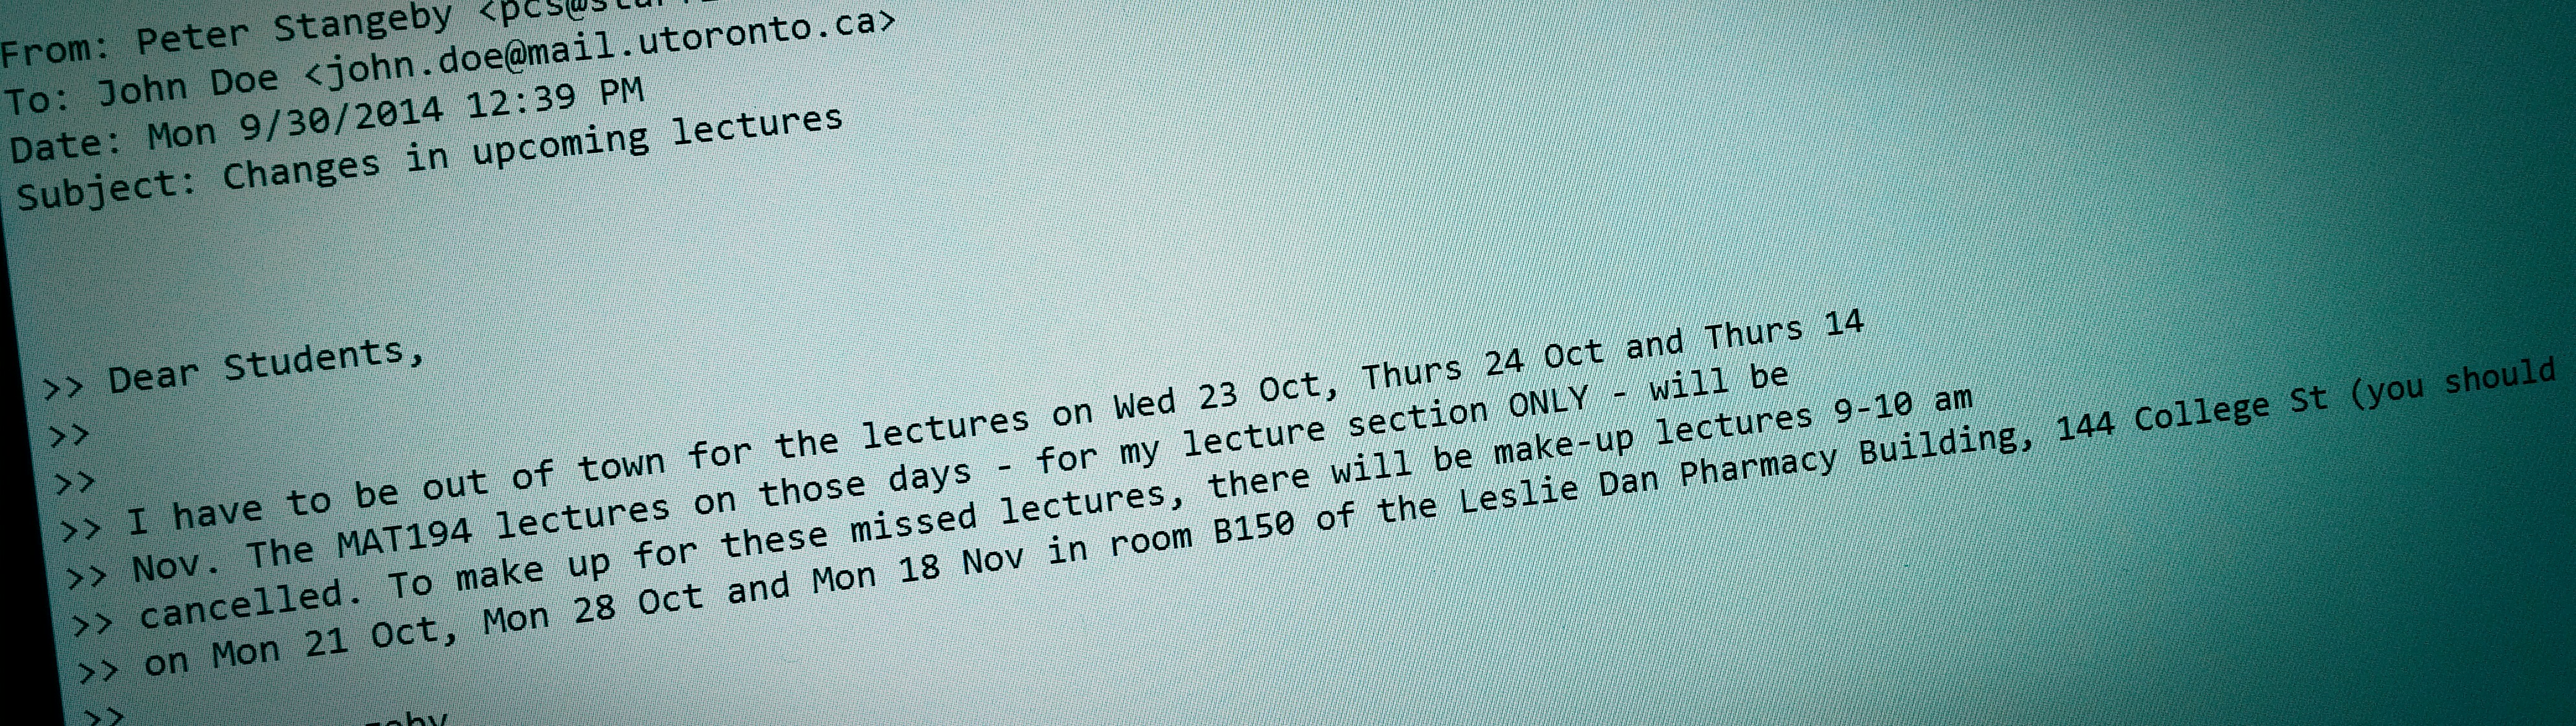 From: Peter Stangeby
To: John Doe <john.doe@mail.utoronto.ca>
Date: Mon 9/30/2014 12:39 PM
Subject: Changes in upcoming lectures
>> Dear Students,
>>
>>
>> I have to be out of town for the lectures on Wed 23 Oct, Thurs 24 Oct and Thurs 14
>> Nov. The MAT194 lectures on those days - for my lecture section ONLY - will be
>> cancelled. To make up for these missed lectures, there will be make-up lectures 9-10 am
>> on Mon 21 Oct, Mon 28 Oct and Mon 18 Nov in room B150 of the Leslie Dan Pharmacy Building, 144 College St (you should
>>